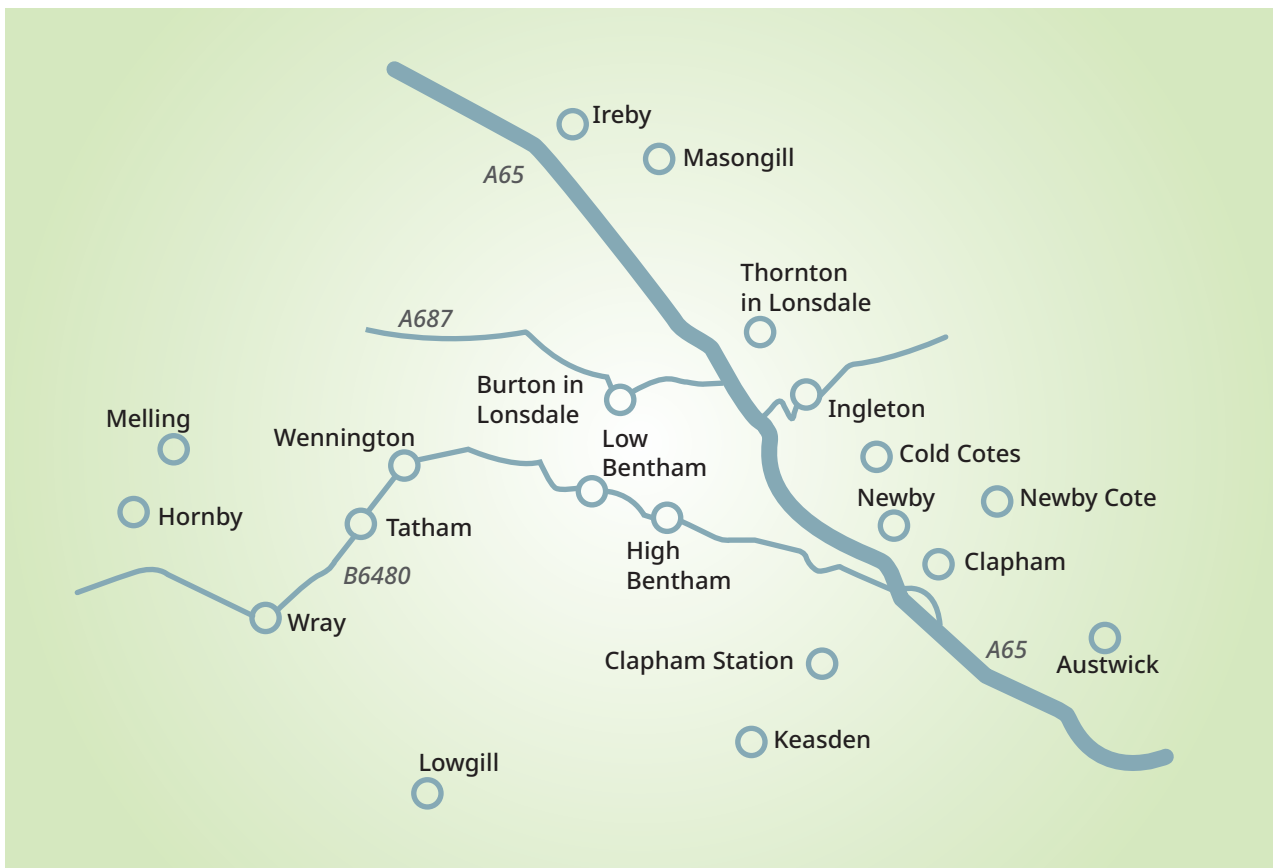 Ireby
Masongill
A65
Thornton
in Lonsdale
A687
Burton in
Lonsdale
Ingleton
Melling
Wennington
Low
Bentham
Cold Cotes
Newby
Newby Cote
Hornby
Tatham
High
Bentham
Clapham
B6480
Wray
Clapham Station
A65
Austwick
Keasden
Lowgill